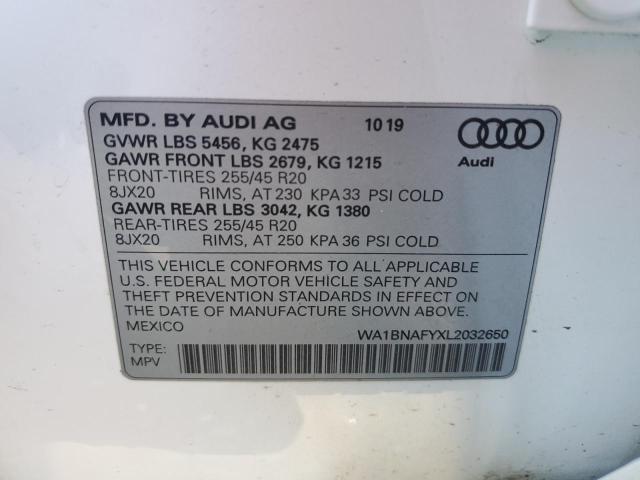 MFD. BY AUDI AG 10 19
GVWR LBS 5456, KG 2475
GAWR FRONT LBS 2679, KG 1215
Audi
FRONT-TIRES 255/45 R20
8JX20 RIMS, AT 230 KPA 33 PSI COLD
GAWR REAR LBS 3042, KG 1380
REAR-TIRES 255/45 R20
8JX20 RIMS, AT 250 KPA 36 PSI COLD
THIS VEHICLE CONFORMS TO ALL APPLICABLE
U.S. FEDERAL MOTOR VEHICLE SAFETY AND
THEFT PREVENTION STANDARDS IN EFFECT ON
THE DATE OF MANUFACTURE SHOWN ABOVE.
MEXICO
WA1BNAFYXL2032650
TYPE:
MPV